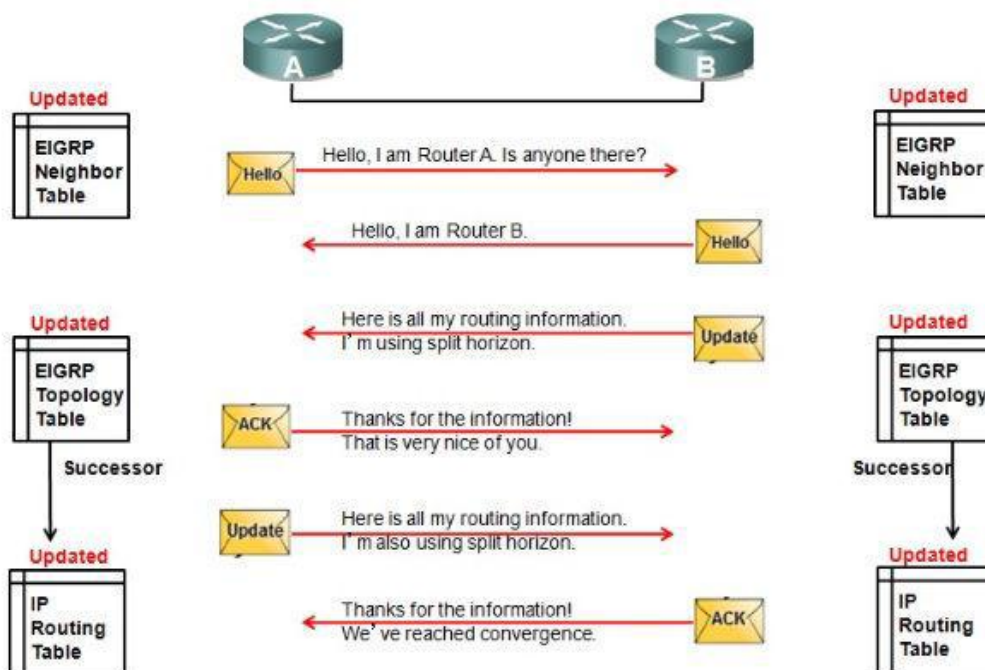 A
B
Updated
EIGRP
Neighbor
Table
Updated
EIGRP
Neighbor
Table
Hello
Hello, I am Router A. Is anyone there?
Hello, I am Router B.
Hello
Updated
EIGRP
Topology
Table
Successor
Updated
EIGRP
Topology
Table
Successor
Here is all my routing information.
I'm using split horizon.
Update
ACK
Thanks for the information!
That is very nice of you.
Update
Here is all my routing information.
I'm also using split horizon.
Updated
IP
Routing
Table
Updated
IP
Routing
Table
Thanks for the information!
We've reached convergence.
ACK